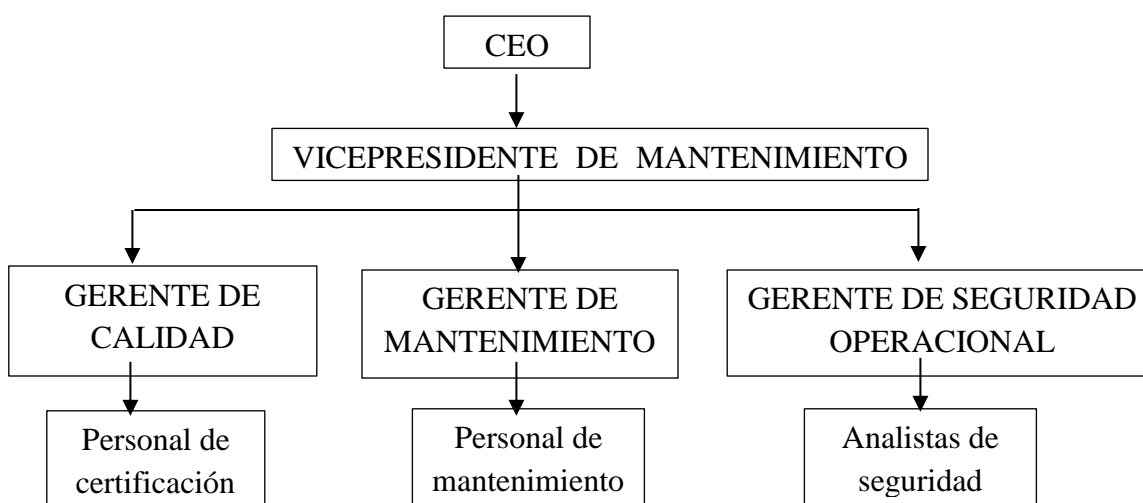 CEO
VICEPRESIDENTE DE MANTENIMIENTO
GERENTE DE
CALIDAD
GERENTE DE
MANTENIMIENTO
GERENTE DE SEGURIDAD
OPERACIONAL
Personal de
certificación
Personal de
mantenimiento
Analistas de
seguridad